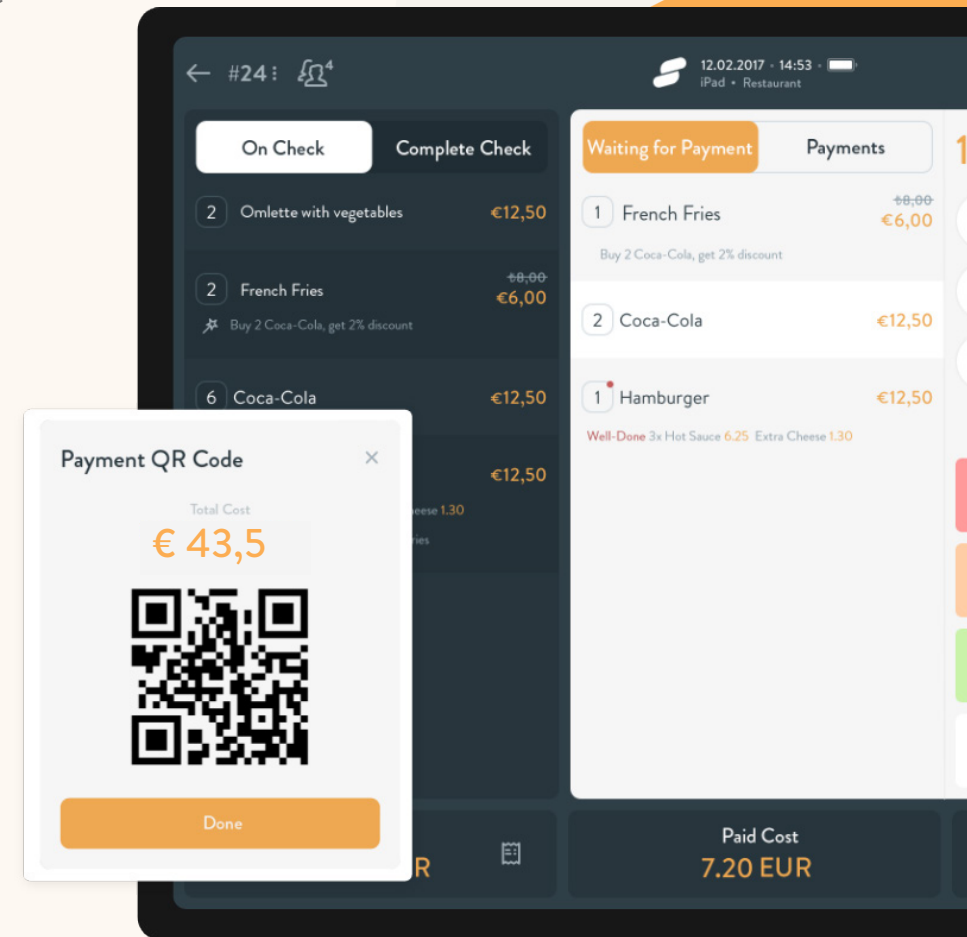 #24
4
12.02.2017 - 14:53 -
iPad • Restaurant
On Check
Complete Check
2 Omlette with vegetables €12,50
2 French Fries €8,00
€6,00
Buy 2 Coca-Cola, get 2% discount
6 Coca-Cola €12,50
€12,50
1.30
Waiting for Payment
Payments
1 French Fries €8,00
€6,00
Buy 2 Coca-Cola, get 2% discount
2 Coca-Cola €12,50
1 Hamburger €12,50
Well-Done 3x Hot Sauce 6.25 Extra Cheese 1.30
Payment QR Code
Total Cost
€ 43,5
Done
R
Paid Cost
7.20 EUR